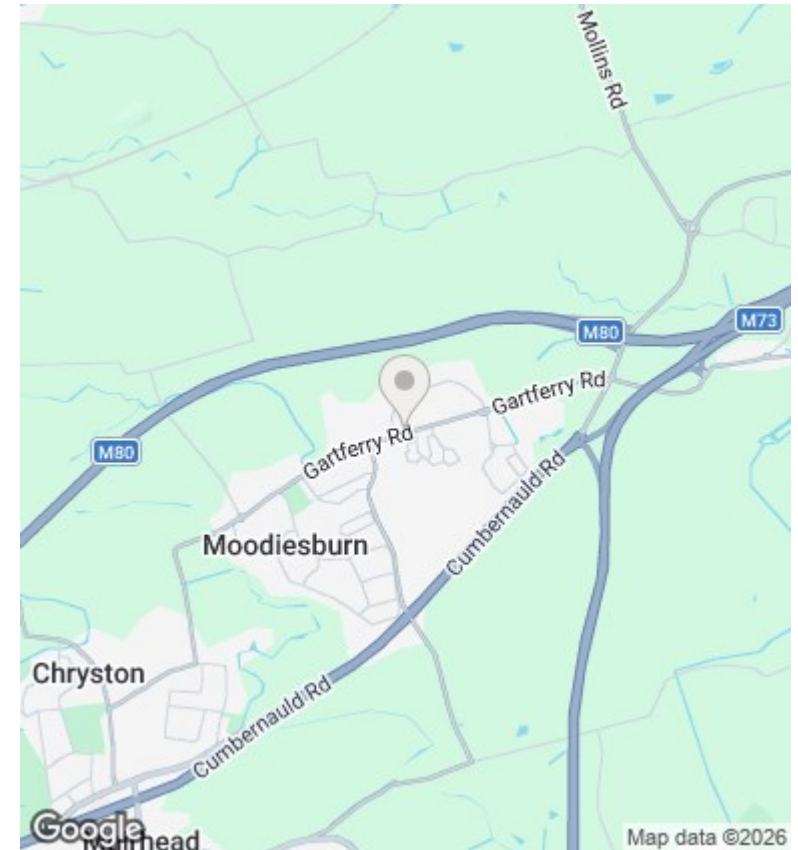 Mollins Rd
M80
M73
Gartferry Rd
Gartferry Rd
M80
Cumbernauld Rd
Moodiesburn
Chryston
Cumbernauld Rd
Google
Muirhead
Map data ©2026